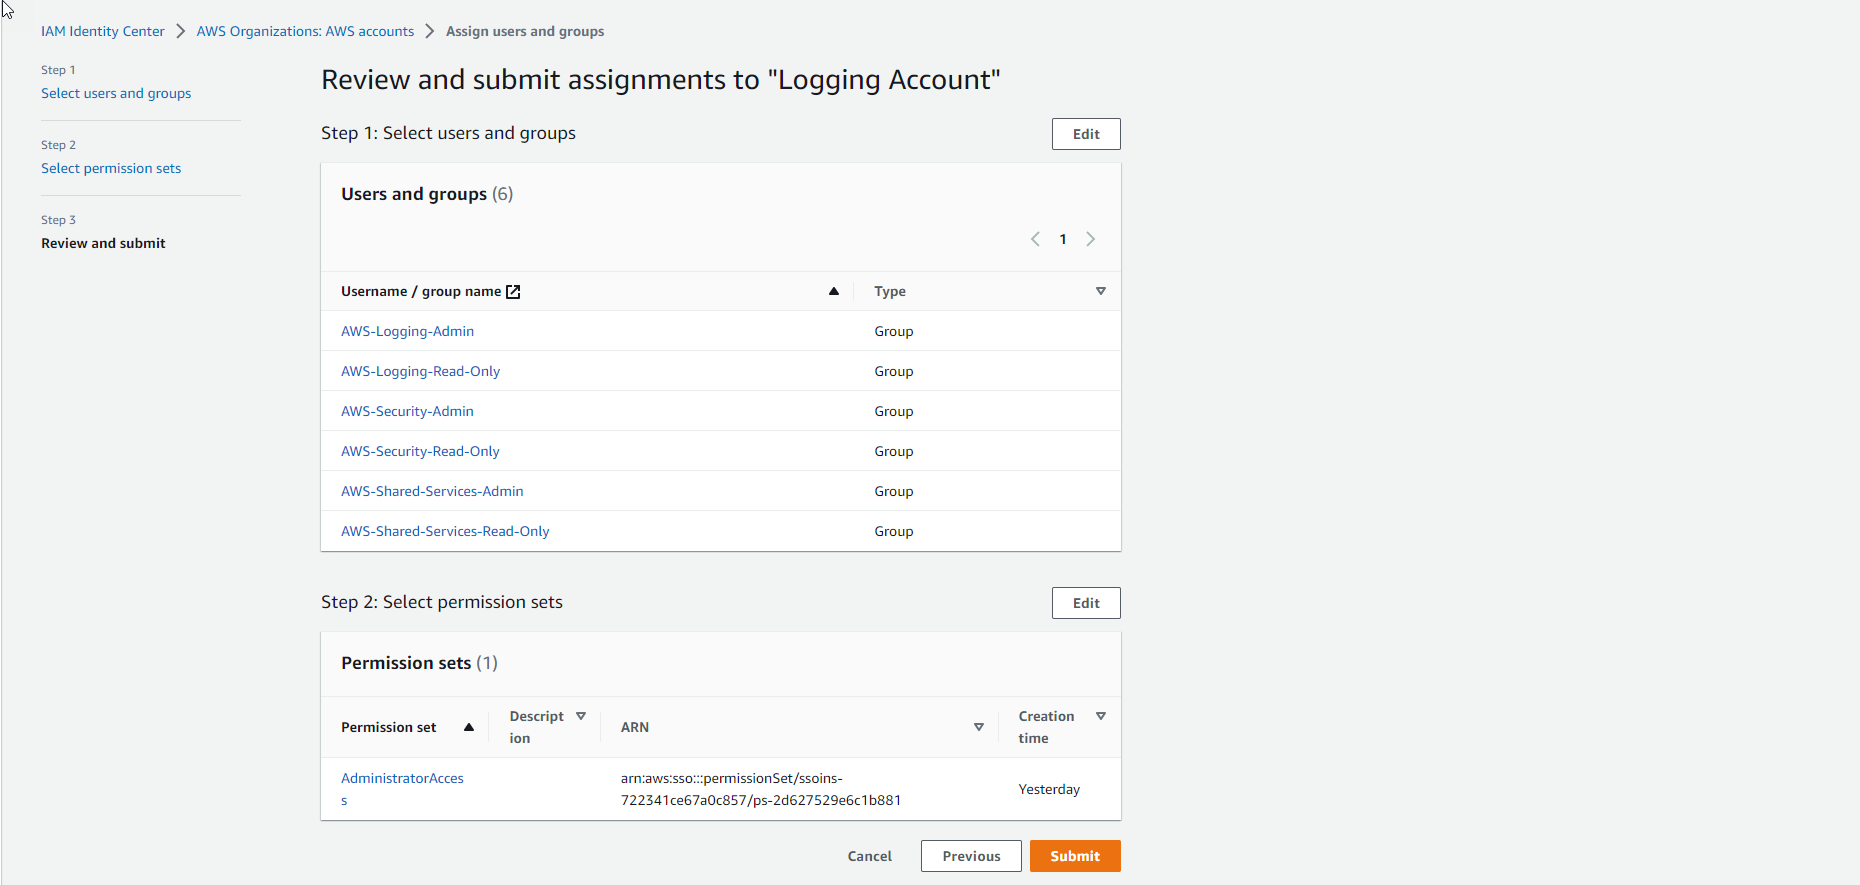 IAM Identity Center > AWS Organizations: AWS accounts > Assign users and groups
Step 1
Select users and groups
Step 2
Select permission sets
Step 3
Review and submit
Review and submit assignments to "Logging Account"
Step 1: Select users and groups
Edit
Users and groups (6)
1
Username / group name
Type
AWS-Logging-Admin
Group
AWS-Logging-Read-Only
Group
AWS-Security-Admin
Group
AWS-Security-Read-Only
Group
AWS-Shared-Services-Admin
Group
AWS-Shared-Services-Read-Only
Group
Step 2: Select permission sets
Edit
Permission sets (1)
Permission set
Descript
ion
ARN
Creation
time
AdministratorAcces
s
arn:aws:sso:::permissionSet/ssoins-
722341ce67a0c857/ps-2d627529e6c1b881
Yesterday
Cancel
Previous
Submit